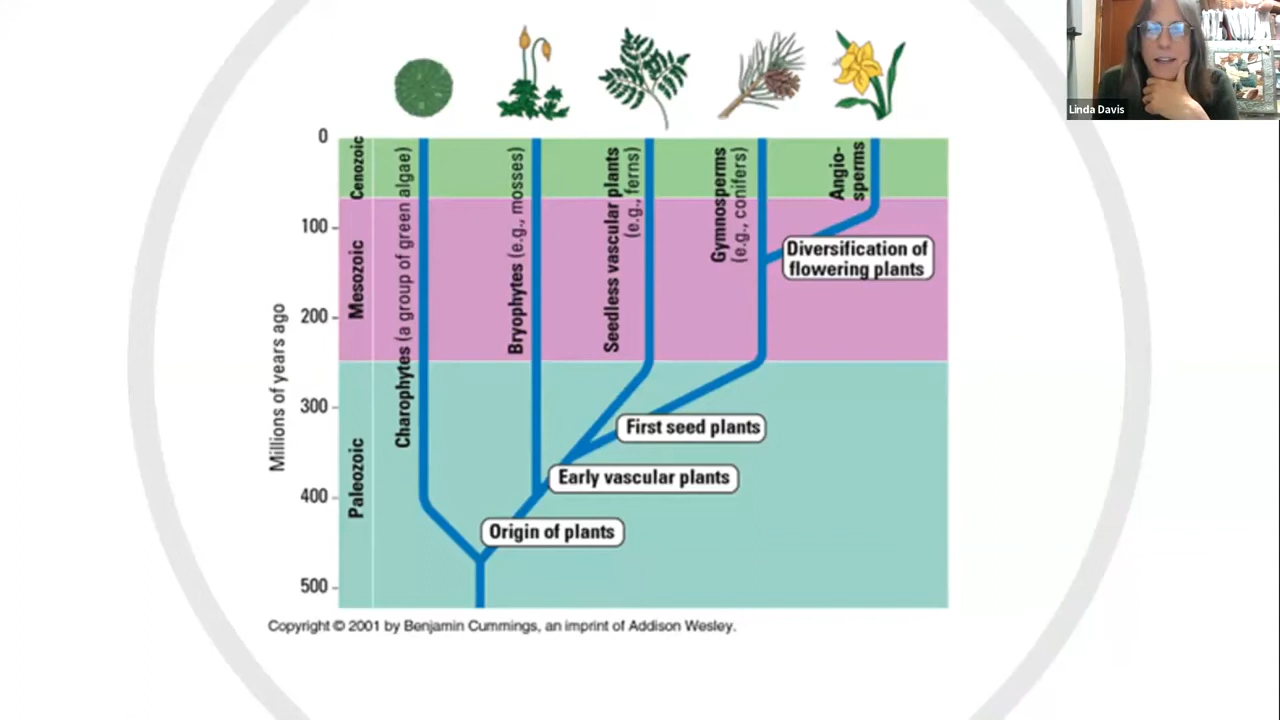 Linda Davis
0
100
200
300
400
500
Millions of years ago
Cenozoic
Mesozoic
Paleozoic
Charophytes (a group of green algae)
Bryophytes (e.g., mosses)
Seedless vascular plants
(e.g., ferns)
Gymnosperms
(e.g., conifers)
Angio-
sperms
Diversification of
flowering plants
First seed plants
Early vascular plants
Origin of plants
Copyright © 2001 by Benjamin Cummings, an imprint of Addison Wesley.